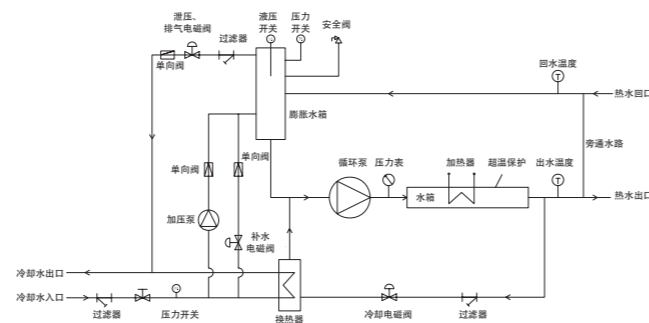 泄压、
排气电磁阀
过滤器
液压
开关
压力
开关
安全阀
单向阀
回水温度
热水回口
膨胀水箱
旁通水路
单向阀
单向阀
循环泵
压力表
加热器
超温保护
出水温度
水箱
热水出口
加压泵
补水
电磁阀
冷却水出口
冷却水入口
过滤器
压力开关
换热器
冷却电磁阀
过滤器
T
T